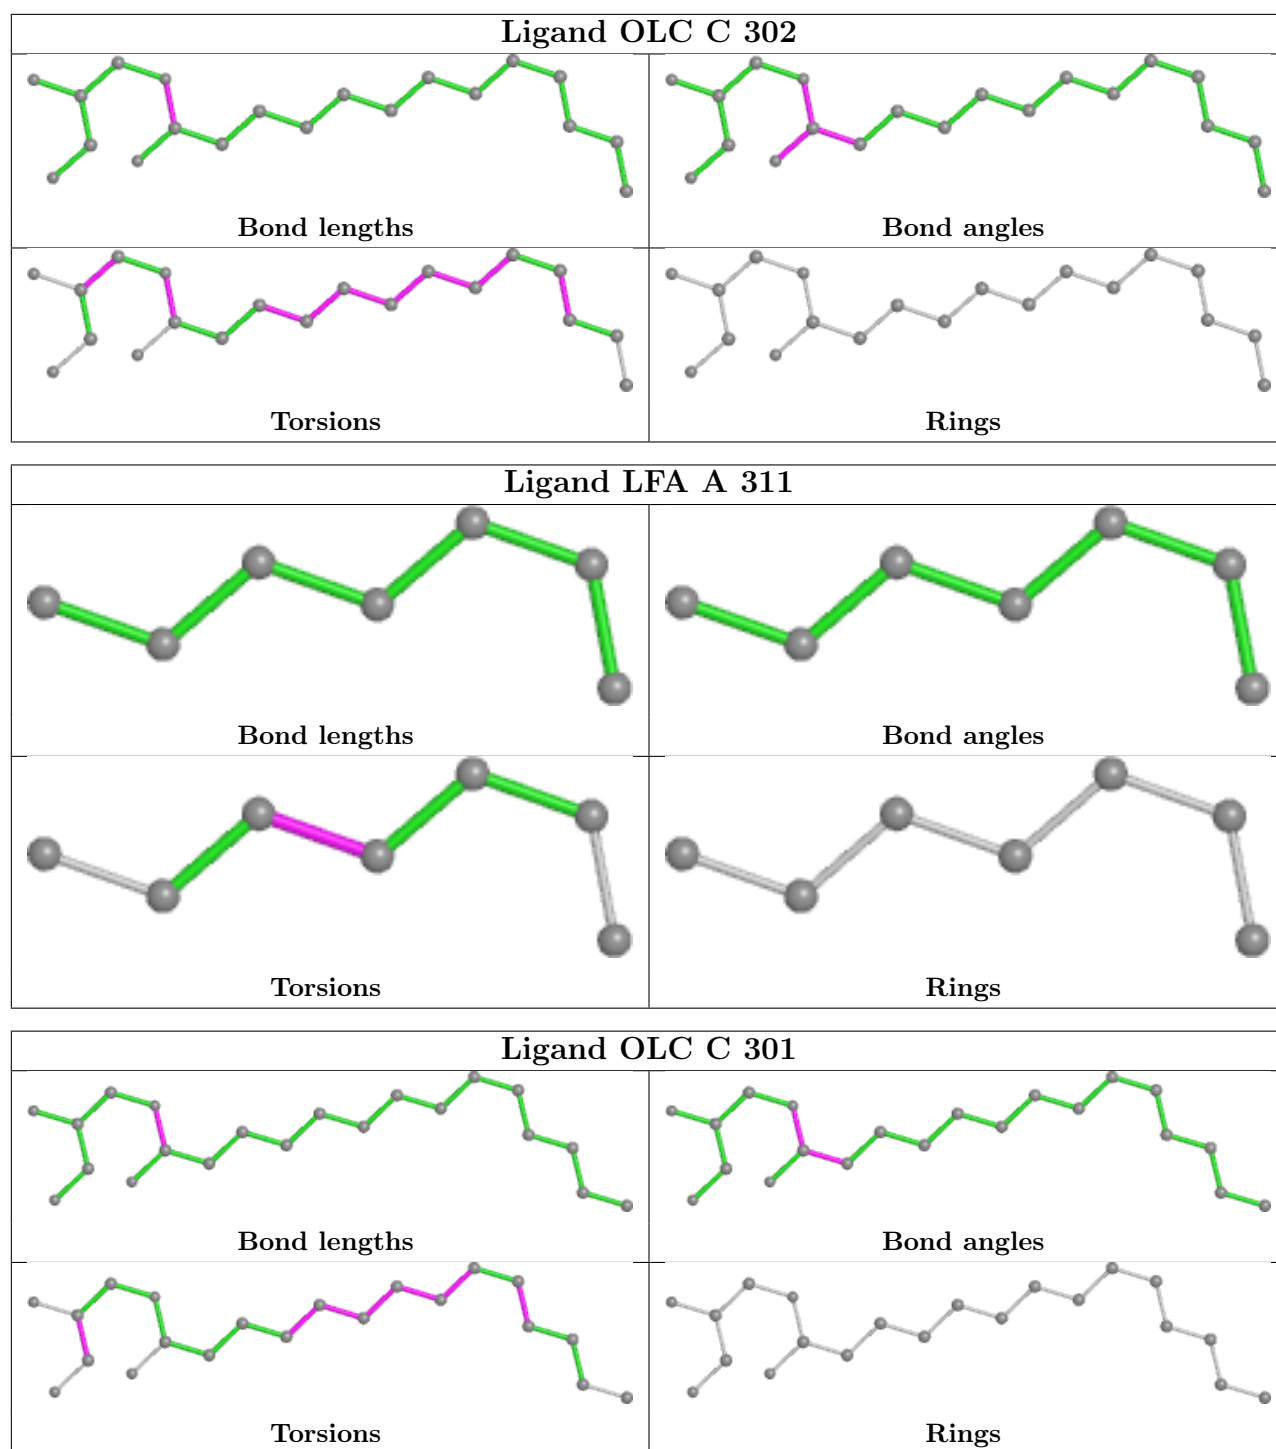 Ligand OLC C 302
Bond lengths
Bond angles
Torsions
Rings
Ligand LFA A 311
Bond lengths
Bond angles
Torsions
Rings
Ligand OLC C 301
Bond lengths
Bond angles
Torsions
Rings